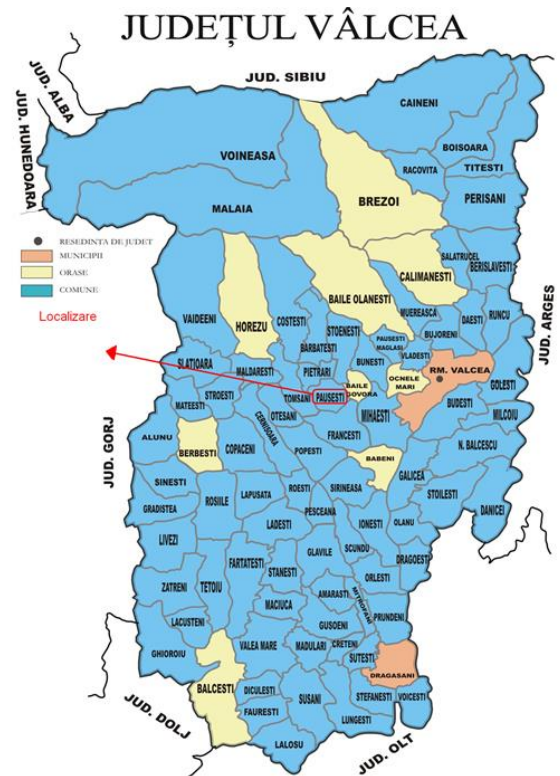 JUDEȚUL VÂLCEA
JUD. SIBIU
JUD. ALBA
JUD. HUNEDOARA
CAINENI
BOISOARA
VOINEASA
TITESTI
RACOVITA
PERISANI
BREZOI
MALAIA
RESEDINTA DE JUDET
MUNICIPII
ORASE
COMUNE
Localizare
SALATRUCEL
BERISLAVESTI
CALIMANESTI
BAILE OLANESTI
MUEREASCA
DAESTI
RUNCU
JUD. ARGES
VAIDEENI
HOREZU
COSTESTI
STOENESTI
BARBATESTI
PAUSESTI
MAGLASI
BUJORENI
VLADESTI
BUNESTI
SLATIOARA
MALDARESTI
PIETRARI
RM. VALCEA
OCNELE
MARI
GOLESTI
STROESTI
TOMSANI
PAUSESTI
BAILE
GOVORA
MATEESTI
OTESANI
MIHAESTI
BUDESTI
MILCOIU
CERNISOARA
FRANCESTI
JUD. GORJ
ALUNU
BERBESTI
COPACENI
POPESTI
BABENI
N. BALCESCU
GALICEA
SINESTI
ROESTI
SIRINEASA
STOILESTI
GRADISTEA
ROSIILE
LAPUSATA
PESCEANA
DANICEI
LADESTI
IONESTI
OLANU
LIVEZI
GLAVILE
SCUNDU
DRAGOESTI
FARTATESTI
STANESTI
ORLESTI
ZATRENI
TETOIU
MACIUCA
AMARASTI
MITROFANI
PRUNDENI
LACUSTENI
GUSOENI
GHIOROIU
VALEA MARE
MADULARI
CRETENI
SUTESTI
DRAGASANI
BALCESTI
DICULESTI
SUSANI
STEFANESTI
VOICESTI
FAURESTI
LUNGESTI
JUD. DOLJ
LALOSU
JUD. OLT